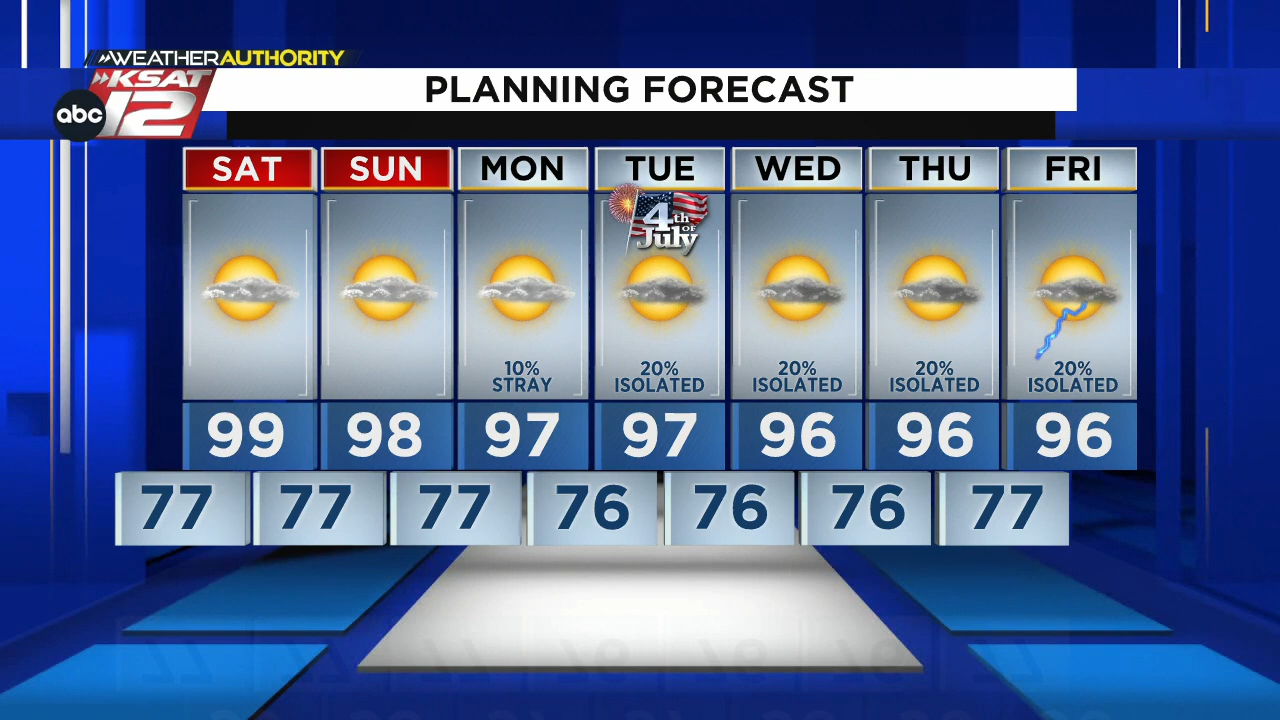 WEATHERAUTHORITY
KSAT
abc 12
PLANNING FORECAST
SAT SUN MON TUE WED THU FRI
4th
OF
July
10% 20% 20% 20% 20%
STRAY ISOLATED ISOLATED ISOLATED ISOLATED
99 98 97 97 96 96 96
77 77 77 76 76 76 77